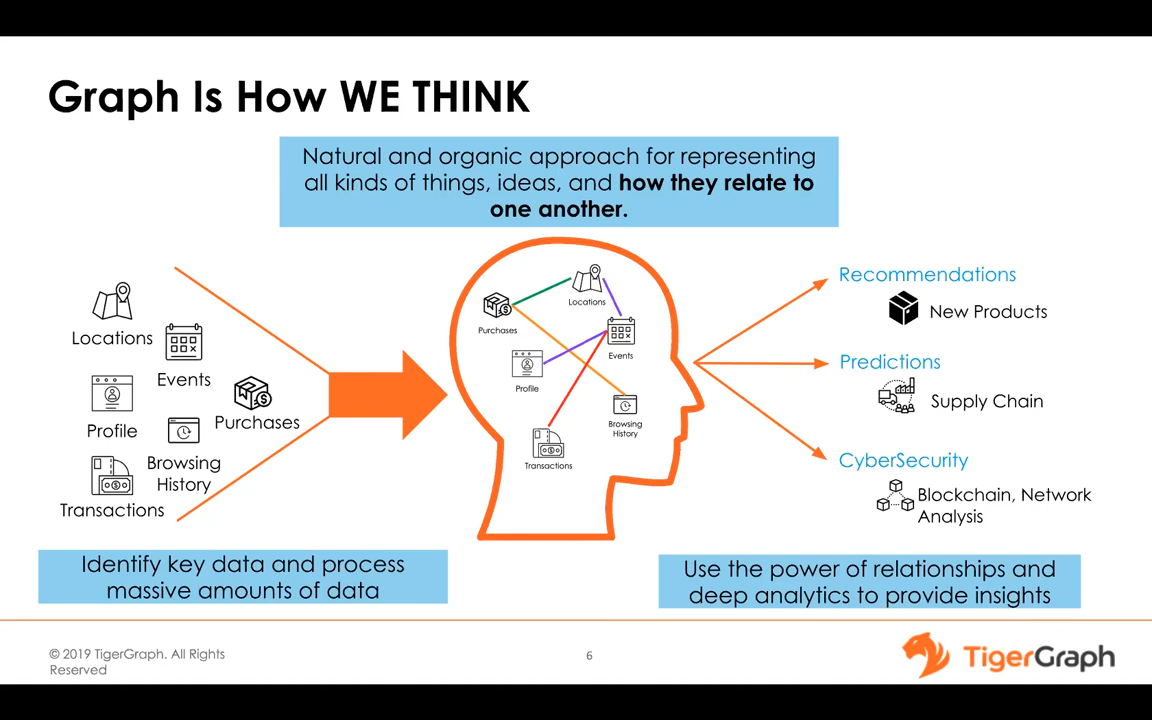 Graph Is How WE THINK
Natural and organic approach for representing
all kinds of things, ideas, and how they relate to
one another.
Locations
Events
Profile
Purchases
Browsing
History
Transactions
Locations
Purchases
Events
Profile
Browsing
History
Transactions
Recommendations
New Products
Predictions
Supply Chain
CyberSecurity
Blockchain, Network
Analysis
Identify key data and process
massive amounts of data
Use the power of relationships and
deep analytics to provide insights
© 2019 TigerGraph. All Rights
Reserved
6
TigerGraph